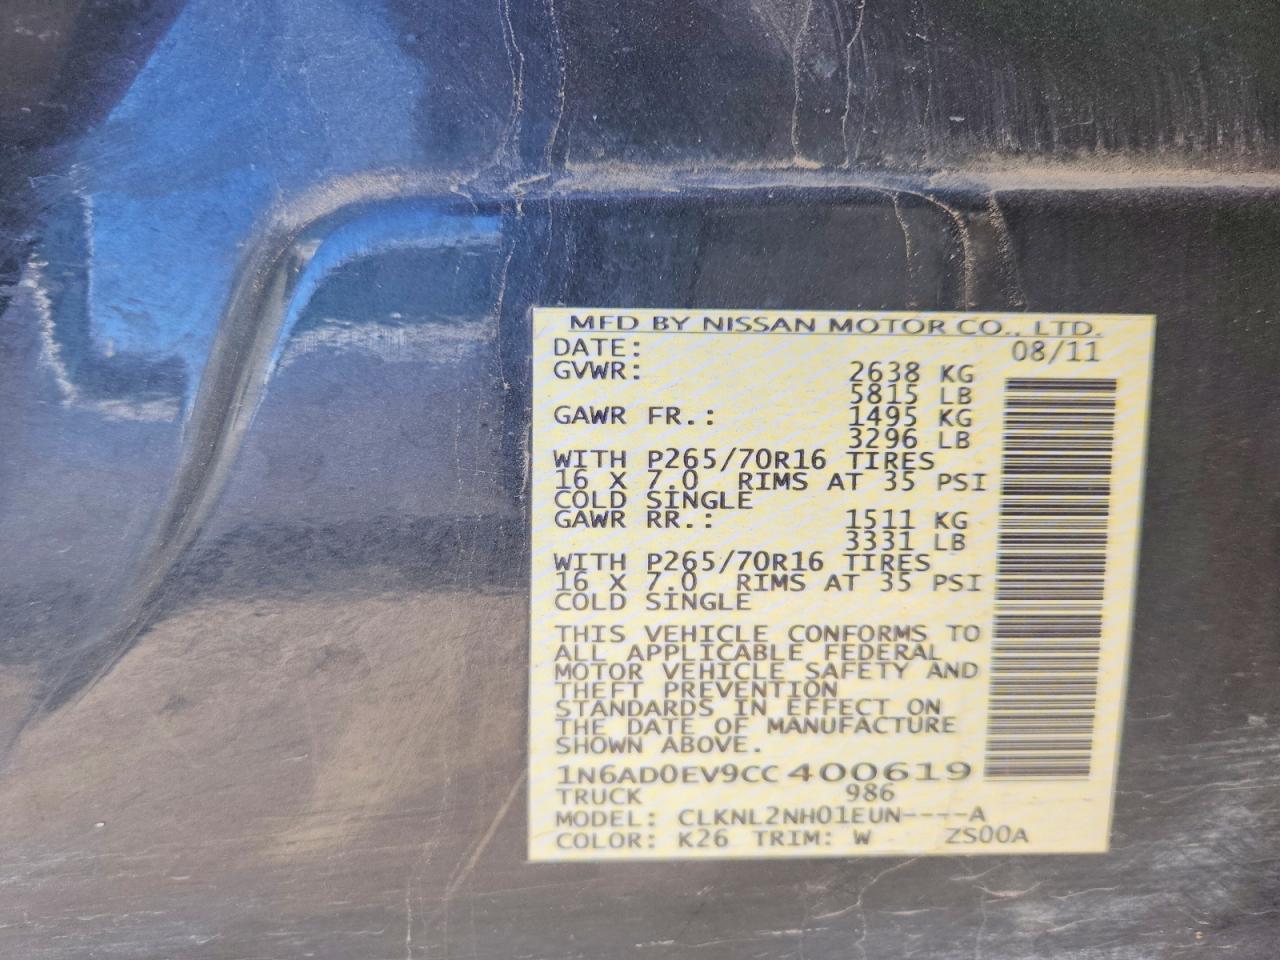 MFD BY NISSAN MOTOR CO., LTD.
DATE: 08/11
GVWR: 2638 KG
5815 LB
GAWR FR.: 1495 KG
3296 LB
WITH P265/70R16 TIRES
16 X 7.0 RIMS AT 35 PSI
COLD SINGLE
GAWR RR.: 1511 KG
3331 LB
WITH P265/70R16 TIRES
16 X 7.0 RIMS AT 35 PSI
COLD SINGLE
THIS VEHICLE CONFORMS TO
ALL APPLICABLE FEDERAL
MOTOR VEHICLE SAFETY AND
THEFT PREVENTION
STANDARDS IN EFFECT ON
THE DATE OF MANUFACTURE
SHOWN ABOVE.
1N6AD0EV9CC400619
TRUCK 986
MODEL: CLKNL2NH01EUN----A
COLOR: K26 TRIM: W ZS00A